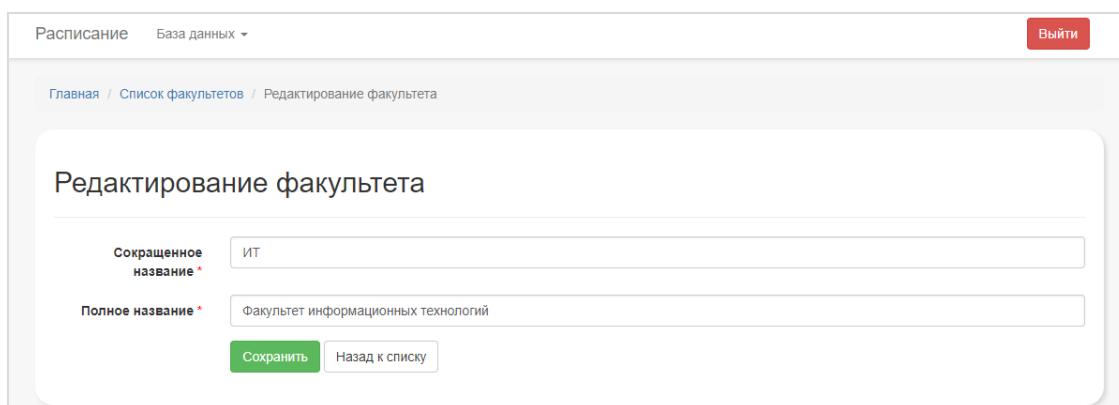 Расписание База данных Выйти
Главная / Список факультетов / Редактирование факультета
Редактирование факультета
Сокращенное
название *
ИТ
Полное название * Факультет информационных технологий
Сохранить Назад к списку